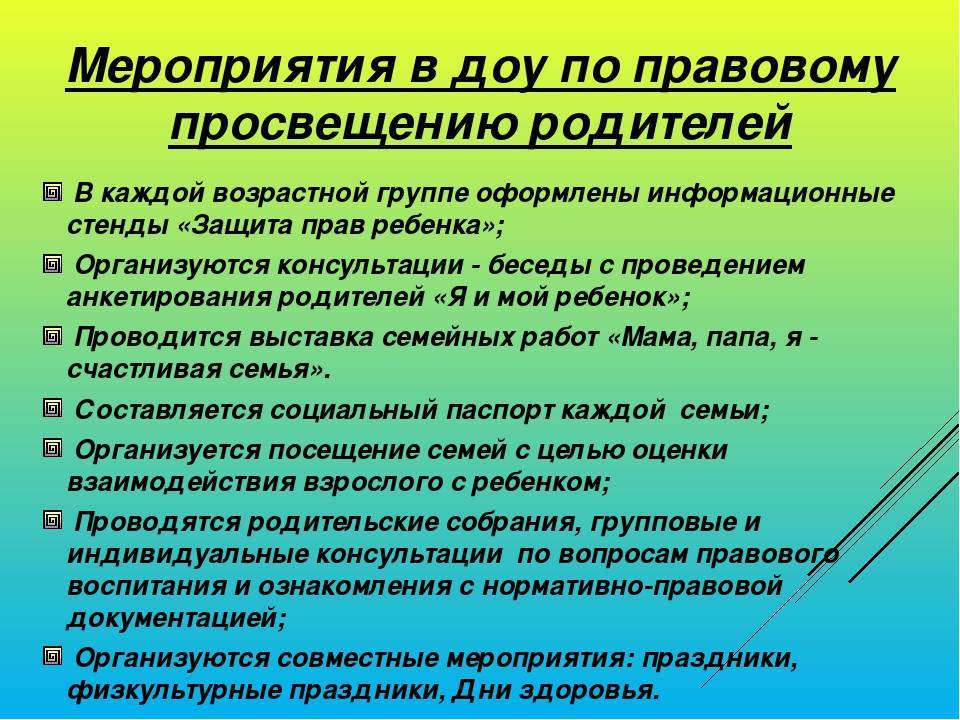 Мероприятия в доу по правовому
просвещению родителей
В каждой возрастной группе оформлены информационные
стенды «Защита прав ребенка»;
Организуются консультации - беседы с проведением
анкетирования родителей «Я и мой ребенок»;
Проводится выставка семейных работ «Мама, папа, я -
счастливая семья».
Составляется социальный паспорт каждой  семьи;
Организуется посещение семей с целью оценки
взаимодействия взрослого с ребенком;
Проводятся родительские собрания, групповые и
индивидуальные консультации  по вопросам правового
воспитания и ознакомления с нормативно-правовой
документацией;
Организуются совместные мероприятия: праздники,
физкультурные праздники, Дни здоровья.